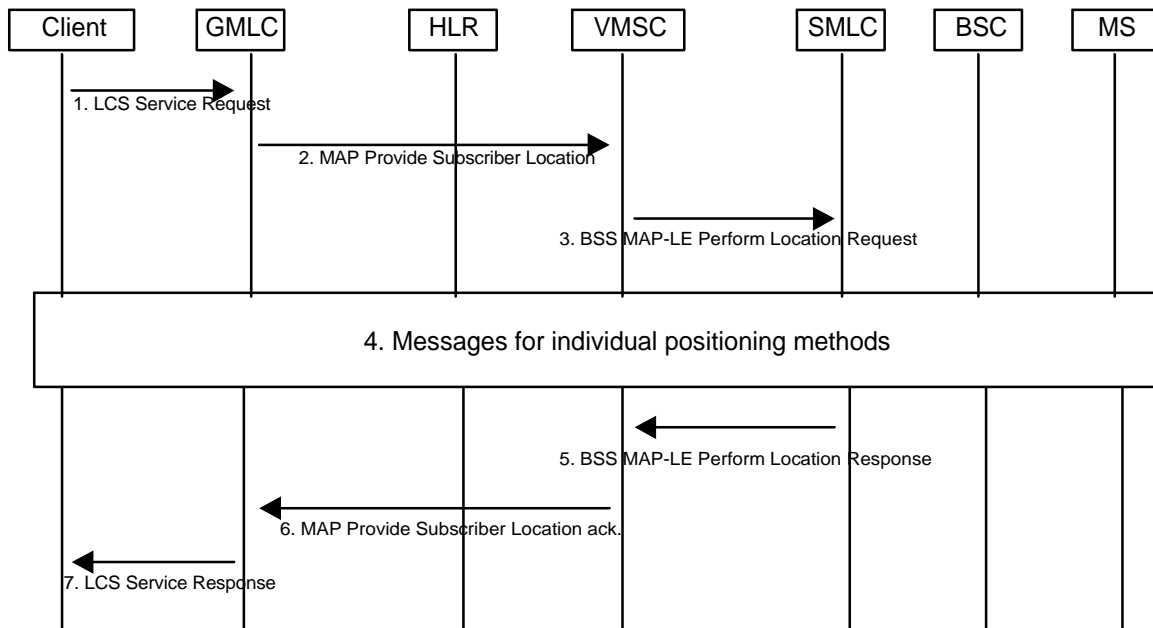 Client GMLC HLR VMSC SMLC BSC MS
1. LCS Service Request
2. MAP Provide Subscriber Location
3. BSS MAP-LE Perform Location Request
4. Messages for individual positioning methods
5. BSS MAP-LE Perform Location Response
6. MAP Provide Subscriber Location ack.
7. LCS Service Response